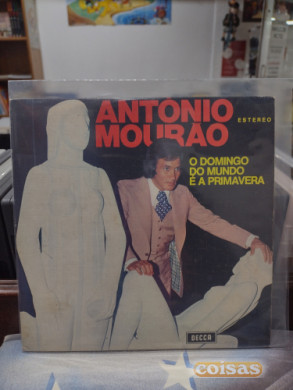 ANTONIO
ESTEREO
MOURÃO
O DOMINGO
DO MUNDO
É A PRIMAVERA
DECCA
coisas